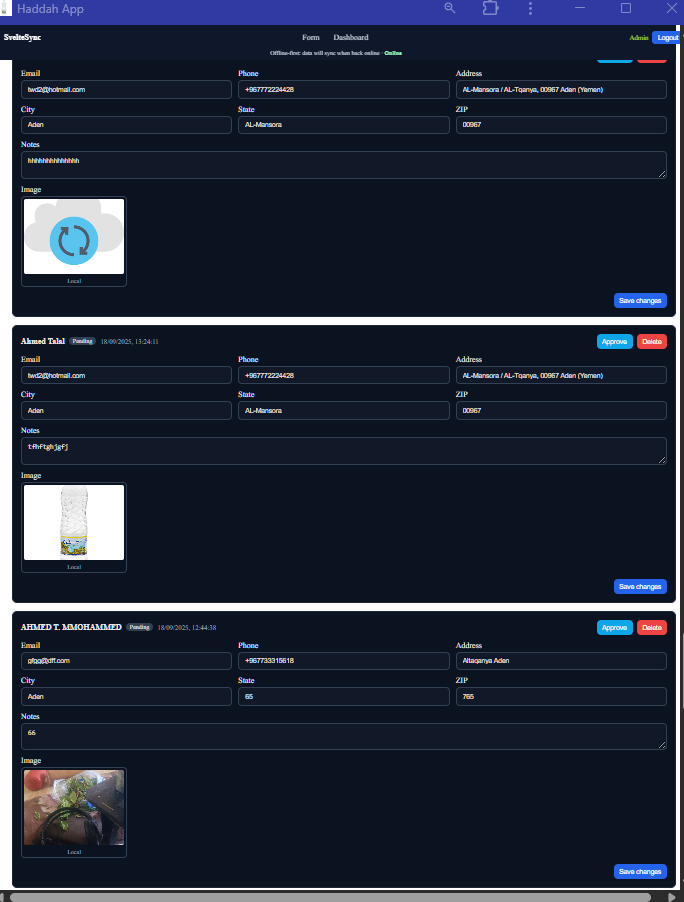 Haddah App
SvelteSync Form Dashboard Admin Logout
Offline-first: data will sync when back online · Online
Email Phone Address
twd2@hotmail.com +967772224428 AL-Mansora / AL-Tqanya, 00967 Aden (Yemen)
City State ZIP
Aden AL-Mansora 00967
Notes
hhhhhhhhhhhhhh
Image
Local
Save changes
Ahmed Talal Pending 18/09/2025, 13:24:11 Approve Delete
Email Phone Address
twd2@hotmail.com +967772224428 AL-Mansora / AL-Tqanya, 00967 Aden (Yemen)
City State ZIP
Aden AL-Mansora 00967
Notes
tfhftghjgfj
Image
Local
Save changes
AHMED T. MMOHAMMED Pending 18/09/2025, 12:44:38 Approve Delete
Email Phone Address
gfgg@dff.com +967733315618 Altaqanya Aden
City State ZIP
Aden 65 765
Notes
66
Image
Local
Save changes